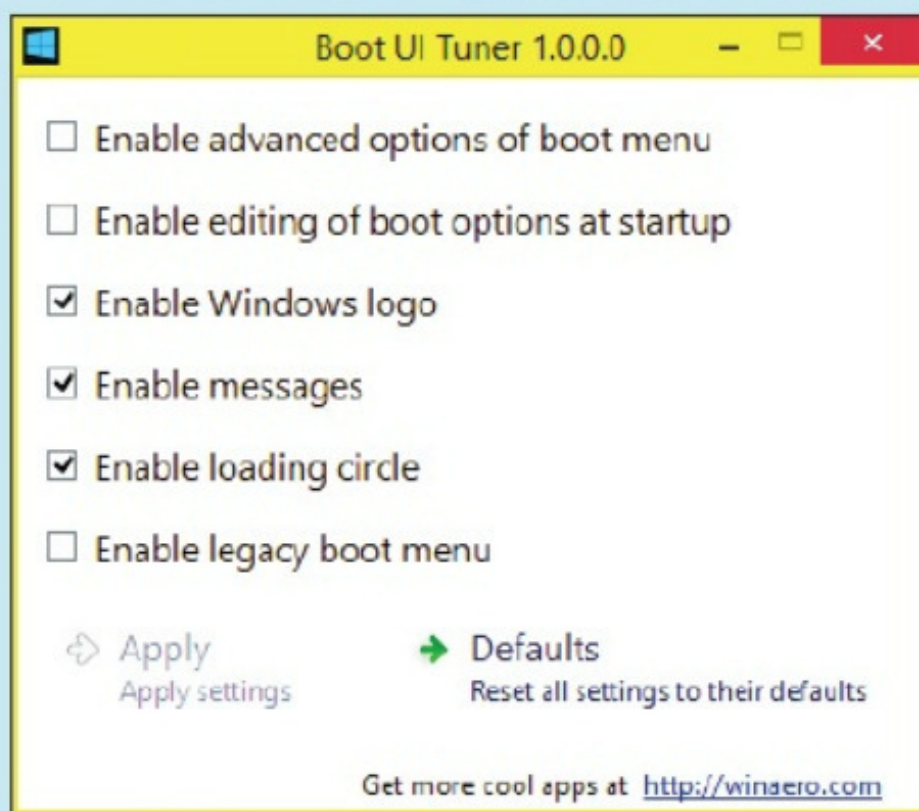 Boot UI Tuner 1.0.0.0
Enable advanced options of boot menu
Enable editing of boot options at startup
Enable Windows logo
Enable messages
Enable loading circle
Enable legacy boot menu
Apply
Apply settings
Defaults
Reset all settings to their defaults
Get more cool apps at http://winaero.com